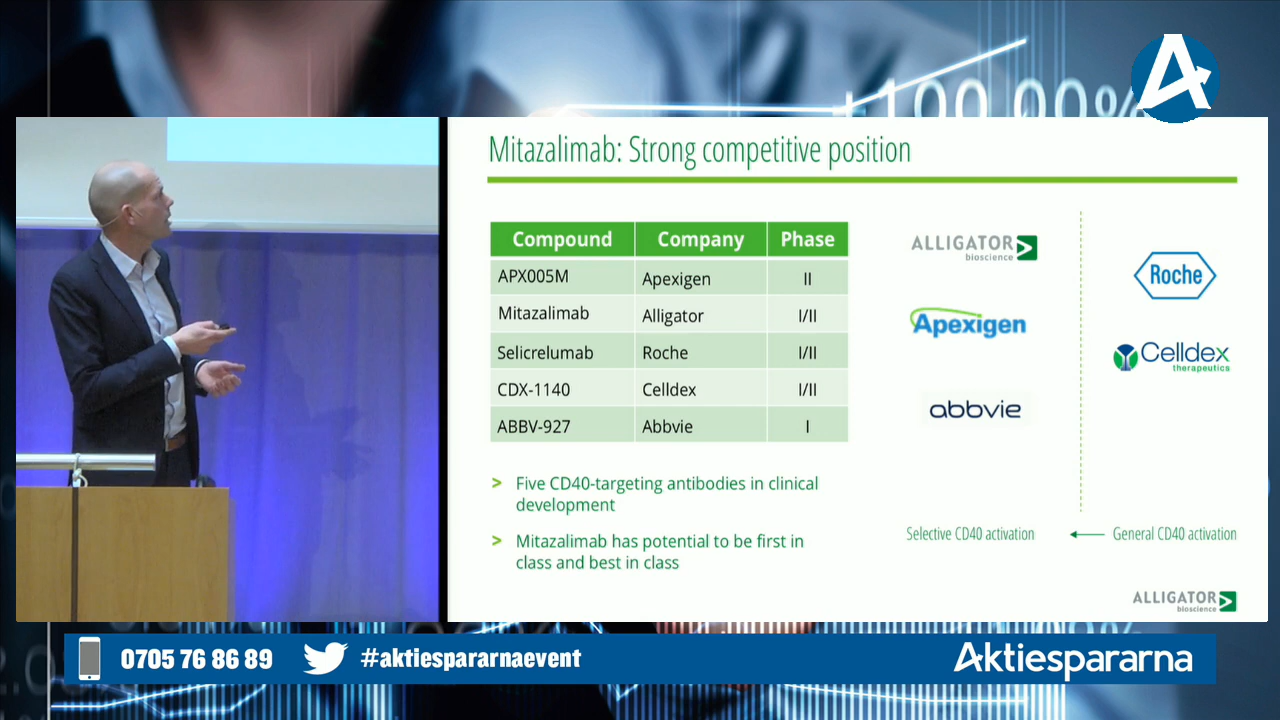 +100,00%
Mitazalimab: Strong competitive position
Compound Company Phase
APX005M Apexigen II
Mitazalimab Alligator I/II
Selicrelumab Roche I/II
CDX-1140 Celldex I/II
ABBV-927 Abbvie I
> Five CD40-targeting antibodies in clinical
development
> Mitazalimab has potential to be first in
class and best in class
ALLIGATOR
bioscience
Apexigen
abbvie
Roche
Celldex
therapeutics
Selective CD40 activation
General CD40 activation
ALLIGATOR
bioscience
0705 76 86 89
#aktiespararnaevent
Aktiespararna